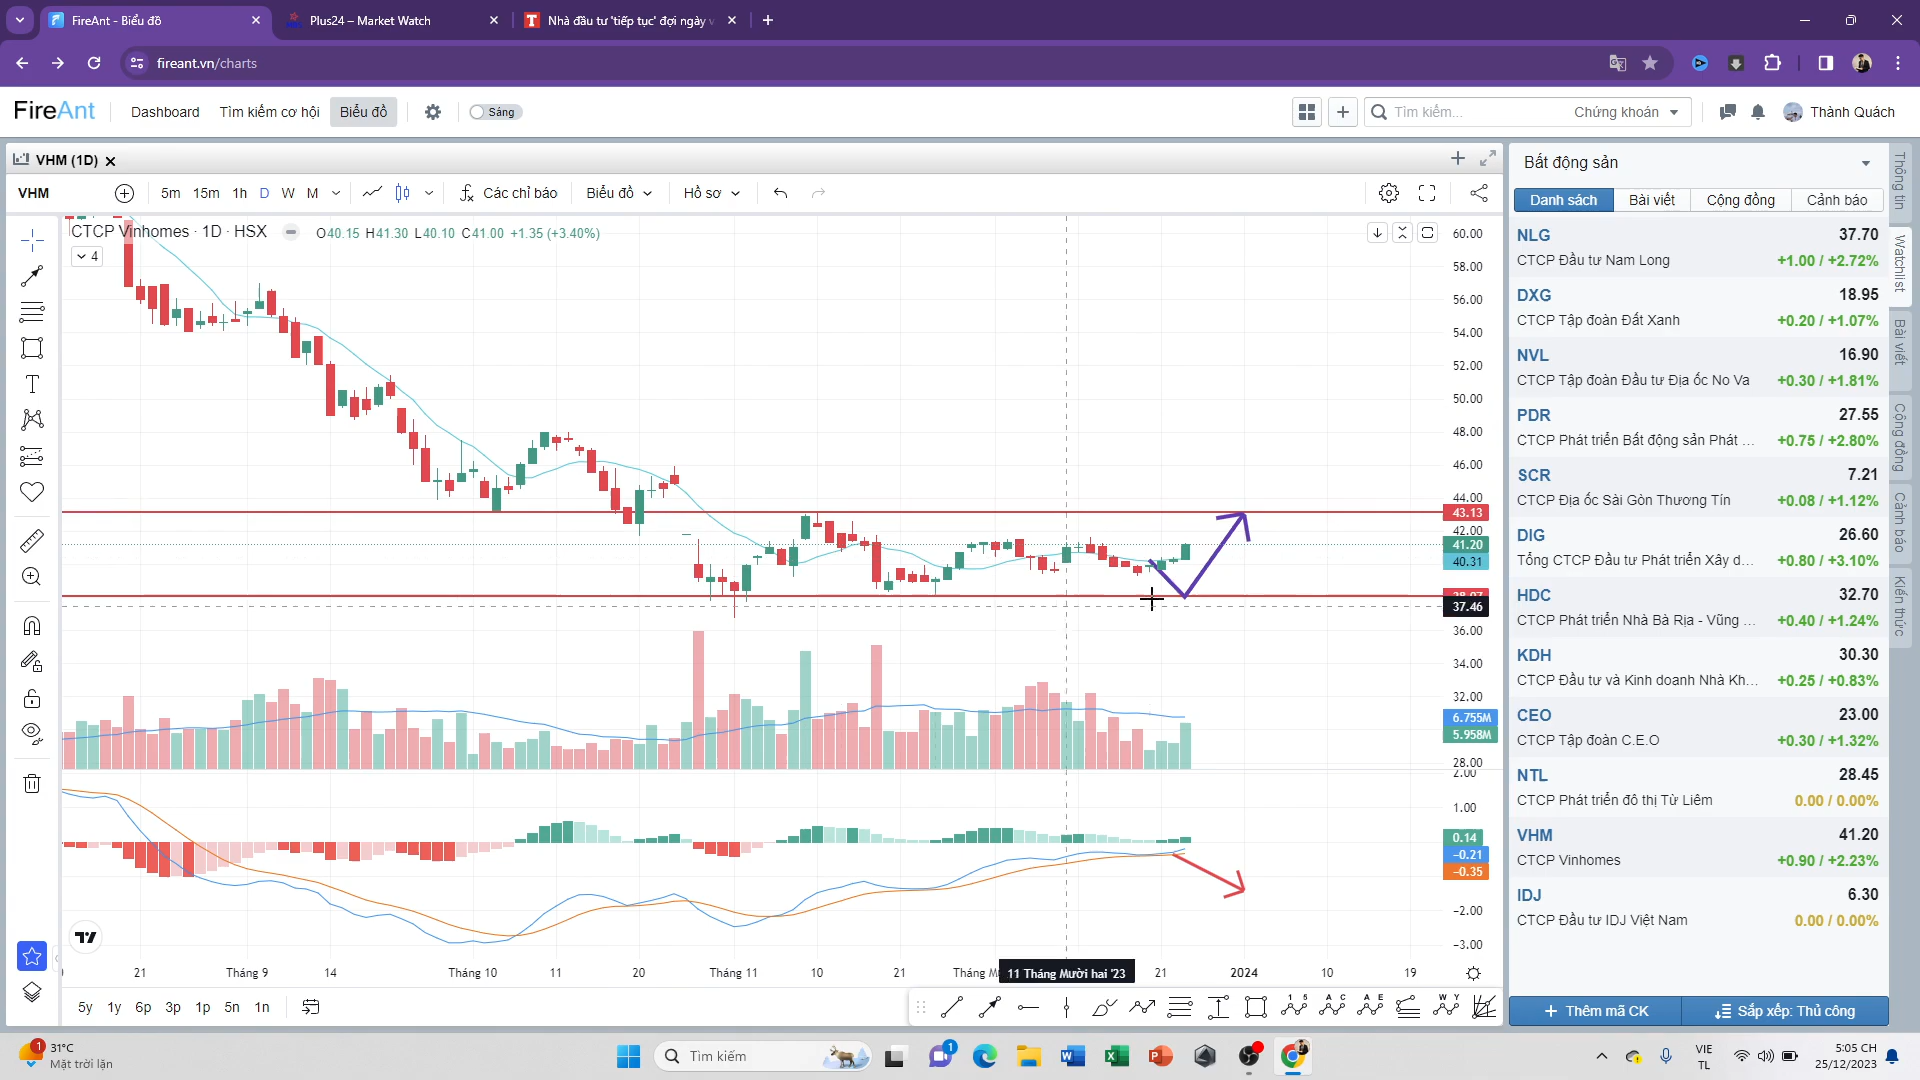 FireAnt - Biểu đồ
Plus24 – Market Watch
Nhà đầu tư 'tiếp tục' đợi ngày v
fireant.vn/charts
FireAnt
Dashboard
Tìm kiếm cơ hội
Biểu đồ
Sáng
Tìm kiếm...
Chứng khoán
Thành Quách
VHM (1D)
VHM
5m
15m
1h
D
W
M
Các chỉ báo
Biểu đồ
Hồ sơ
CTCP Vinhomes · 1D · HSX
O40.15 H41.30 L40.10 C41.00 +1.35 (+3.40%)
4
60.00
58.00
56.00
54.00
52.00
50.00
48.00
46.00
44.00
43.13
42.00
41.20
40.31
37.46
36.00
34.00
32.00
6.755M
5.958M
28.00
2.00
1.00
0.14
−0.21
−0.35
−2.00
−3.00
21
Tháng 9
14
Tháng 10
11
20
Tháng 11
10
21
11 Tháng Mười hai '23
21
2024
10
19
5y
1y
6p
3p
1p
5n
1n
Bất động sản
Danh sách
Bài viết
Cộng đồng
Cảnh báo
NLG 37.70
CTCP Đầu tư Nam Long +1.00 / +2.72%
DXG 18.95
CTCP Tập đoàn Đất Xanh +0.20 / +1.07%
NVL 16.90
CTCP Tập đoàn Đầu tư Địa ốc No Va +0.30 / +1.81%
PDR 27.55
CTCP Phát triển Bất động sản Phát ... +0.75 / +2.80%
SCR 7.21
CTCP Địa ốc Sài Gòn Thương Tín +0.08 / +1.12%
DIG 26.60
Tổng CTCP Đầu tư Phát triển Xây d... +0.80 / +3.10%
HDC 32.70
CTCP Phát triển Nhà Bà Rịa - Vũng ... +0.40 / +1.24%
KDH 30.30
CTCP Đầu tư và Kinh doanh Nhà Kh... +0.25 / +0.83%
CEO 23.00
CTCP Tập đoàn C.E.O +0.30 / +1.32%
NTL 28.45
CTCP Phát triển đô thị Từ Liêm 0.00 / 0.00%
VHM 41.20
CTCP Vinhomes +0.90 / +2.23%
IDJ 6.30
CTCP Đầu tư IDJ Việt Nam 0.00 / 0.00%
Thêm mã CK
Sắp xếp: Thủ công
Thông tin
Watchlist
Bài viết
Cộng đồng
Cảnh báo
Kiến thức
1
31°C
Mặt trời lặn
Tìm kiếm
1
VIE
TL
5:05 CH
25/12/2023